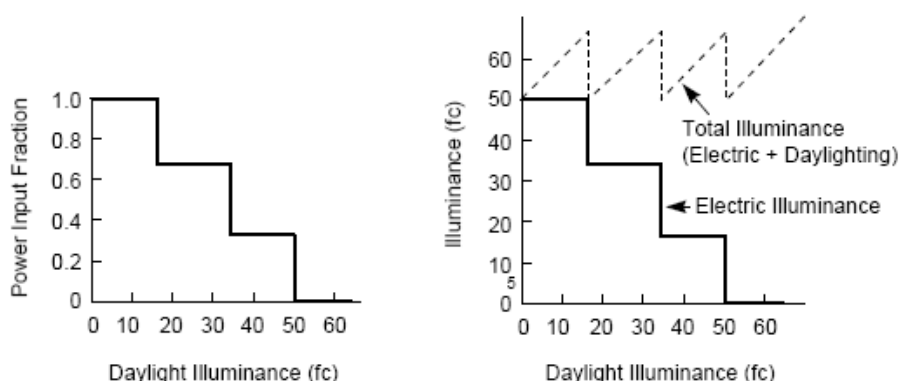 Power Input Fraction
1.0
0.8
0.6
0.4
0.2
0
0 10 20 30 40 50 60
Daylight Illuminance (fc)
Illuminance (fc)
60
50
40
30
20
10
5
0
0 10 20 30 40 50 60
Daylight Illuminance (fc)
Total Illuminance
(Electric + Daylighting)
Electric Illuminance